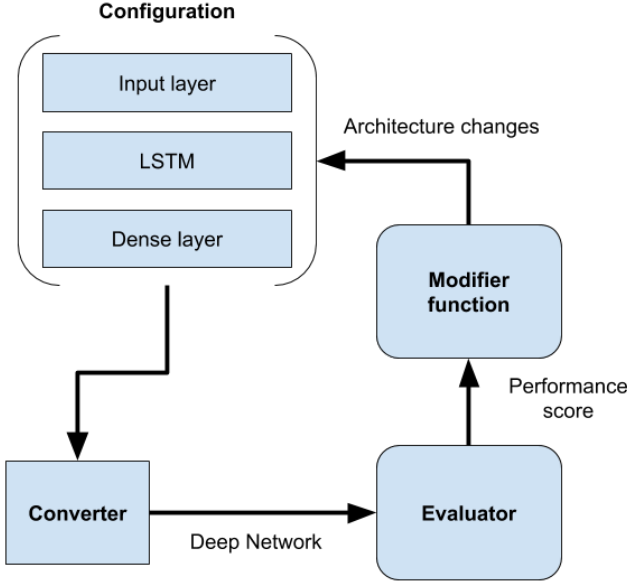 Configuration
Input layer
LSTM
Dense layer
Architecture changes
Modifier
function
Performance
score
Converter
Deep Network
Evaluator